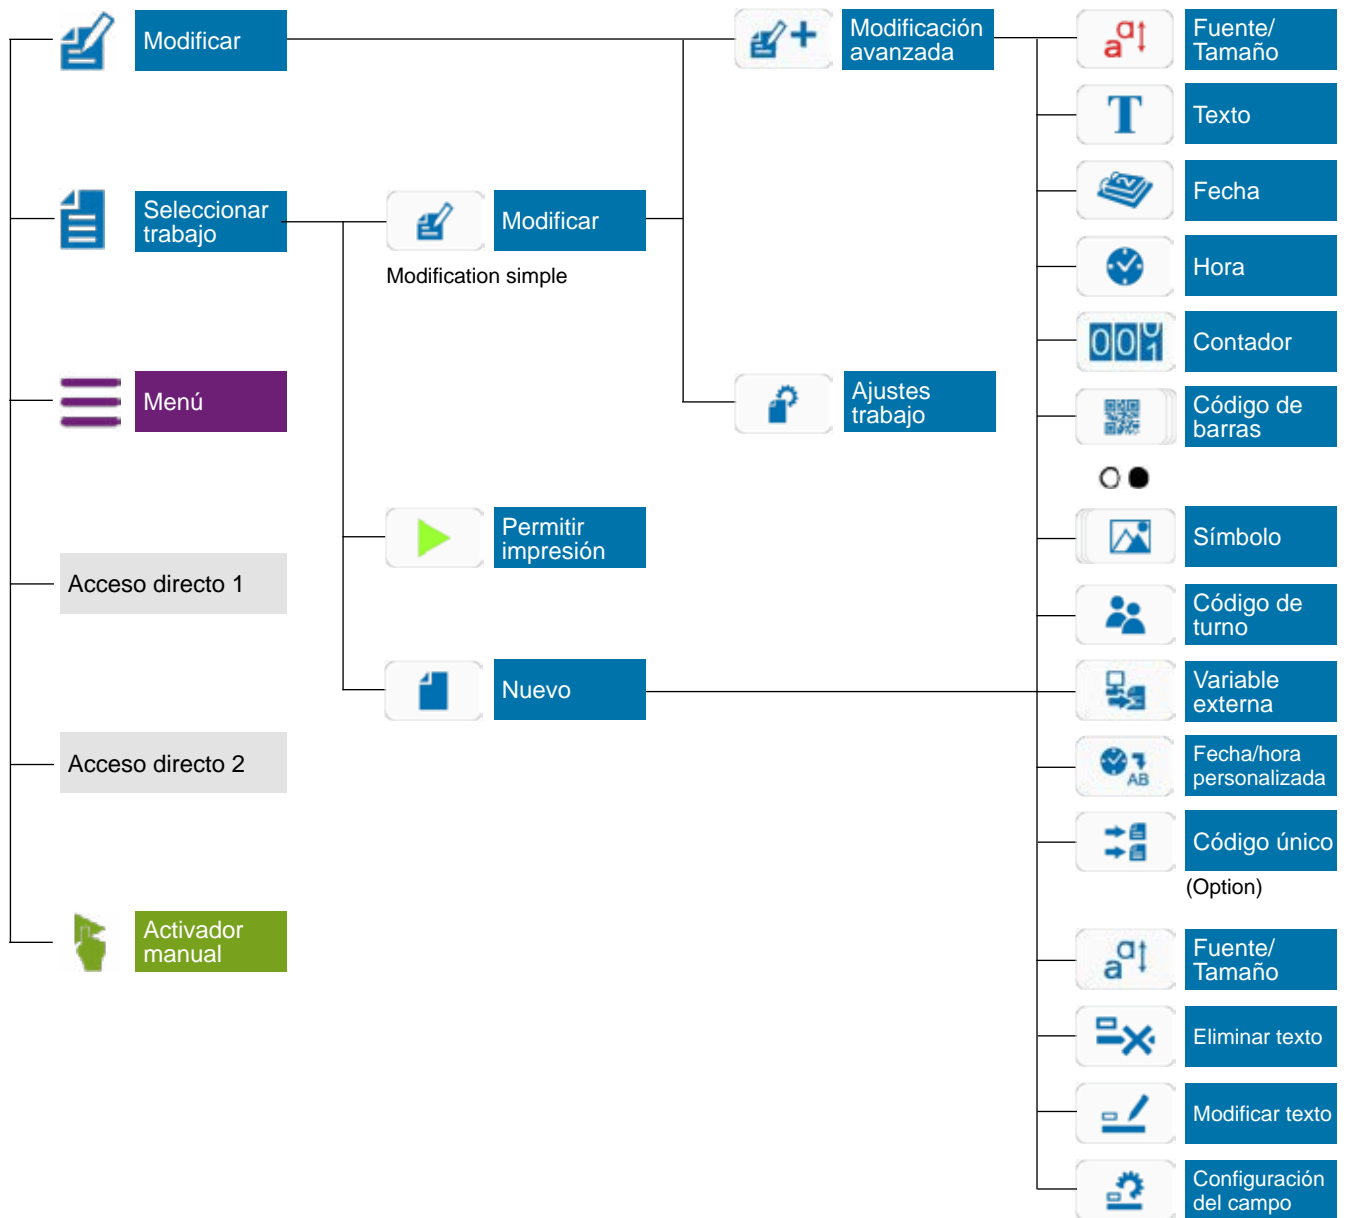 Modificar
Modificación
avanzada
Fuente/
Tamaño
Texto
Seleccionar
trabajo
Modificar
Modification simple
Fecha
Hora
Contador
Menú
Ajustes
trabajo
Código de
barras
Permitir
impresión
Símbolo
Acceso directo 1
Código de
turno
Nuevo
Variable
externa
Acceso directo 2
AB
Fecha/hora
personalizada
Código único
(Option)
Activador
manual
Fuente/
Tamaño
Eliminar texto
Modificar texto
Configuración
del campo